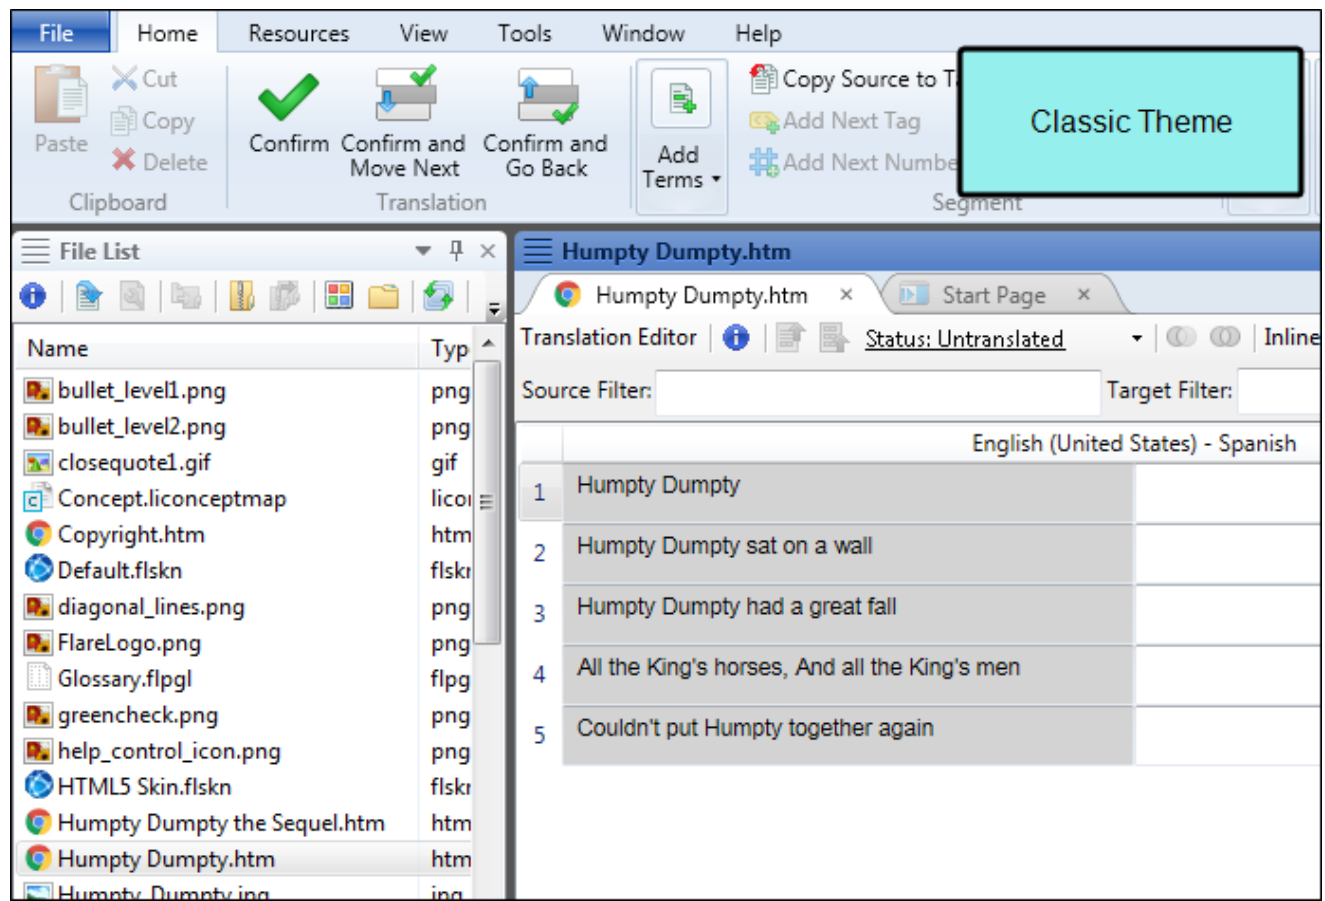 File Home Resources View Tools Window Help
Cut
Copy
Delete
Paste
Clipboard
Confirm
Confirm and
Move Next
Confirm and
Go Back
Translation
Add
Terms
Copy Source to
Add Next Tag
Add Next Numbe
Segment
Classic Theme
File List
Humpty Dumpty.htm
Humpty Dumpty.htm Start Page
Translation Editor Status: Untranslated Inline
Source Filter: Target Filter:
Name Typ
English (United States) - Spanish
bullet_level1.png png
bullet_level2.png png
closequote1.gif gif
Concept.liconceptmap lico
Copyright.htm htm
Default.flskn flsk
diagonal_lines.png png
FlareLogo.png png
Glossary.flpgl flpg
greencheck.png png
help_control_icon.png png
HTML5 Skin.flskn flsk
Humpty Dumpty the Sequel.htm htm
Humpty Dumpty.htm htm
Humpty_Dumpty.jpg jpg
1 Humpty Dumpty
2 Humpty Dumpty sat on a wall
3 Humpty Dumpty had a great fall
4 All the King's horses, And all the King's men
5 Couldn't put Humpty together again